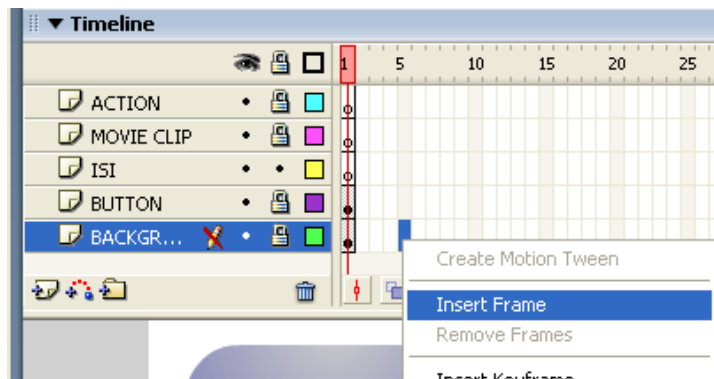 Timeline
1 5 10 15 20 25
ACTION
MOVIE CLIP
ISI
BUTTON
BACKGR...
Create Motion Tween
Insert Frame
Remove Frames
Insert Keyframe